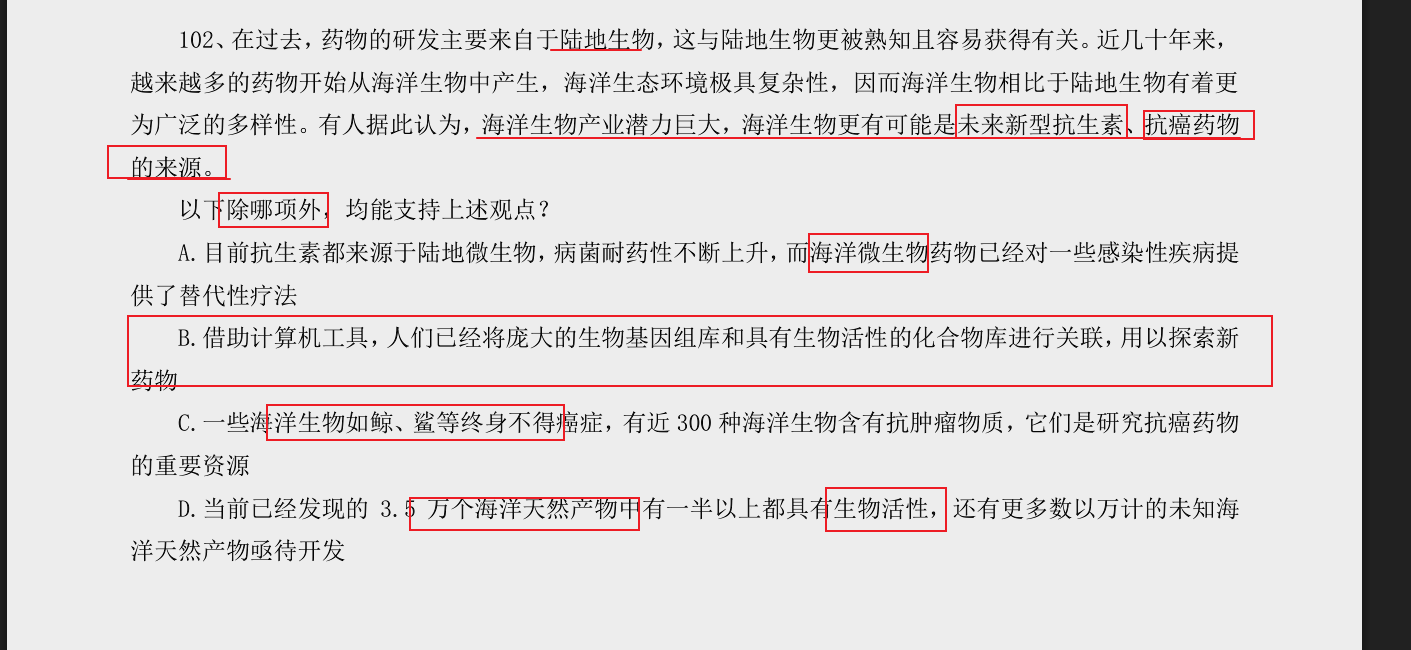 102、在过去，药物的研发主要来自于陆地生物，这与陆地生物更被熟知且容易获得有关。近几十年来，
越来越多的药物开始从海洋生物中产生，海洋生态环境极具复杂性，因而海洋生物相比于陆地生物有着更
为广泛的多样性。有人据此认为，海洋生物产业潜力巨大，海洋生物更有可能是未来新型抗生素、抗癌药物
的来源。
以下除哪项外，均能支持上述观点？
A.目前抗生素都来源于陆地微生物，病菌耐药性不断上升，而海洋微生物药物已经对一些感染性疾病提
供了替代性疗法
B.借助计算机工具，人们已经将庞大的生物基因组库和具有生物活性的化合物库进行关联，用以探索新
药物
C.一些海洋生物如鲸、鲨等终身不得癌症，有近 300 种海洋生物含有抗肿瘤物质，它们是研究抗癌药物
的重要资源
D.当前已经发现的 3.5 万个海洋天然产物中有一半以上都具有生物活性，还有更多数以万计的未知海
洋天然产物亟待开发